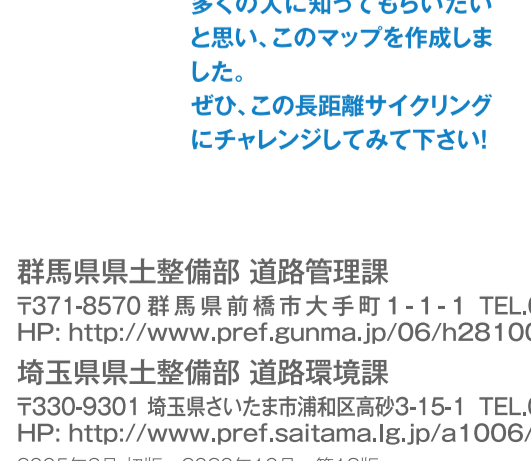 多くの人に知ってもらいたい
と思い、このマップを作成しま
した。
ぜひ、この長距離サイクリング
にチャレンジしてみて下さい!
群馬県県土整備部 道路管理課
〒371-8570 群馬県前橋市大手町1-1-1 TEL.
HP: http://www.pref.gunma.jp/06/h2810
埼玉県県土整備部 道路環境課
〒330-9301 埼玉県さいたま市浦和区高砂3-15-1 TEL.
HP: http://www.pref.saitama.lg.jp/a1006/